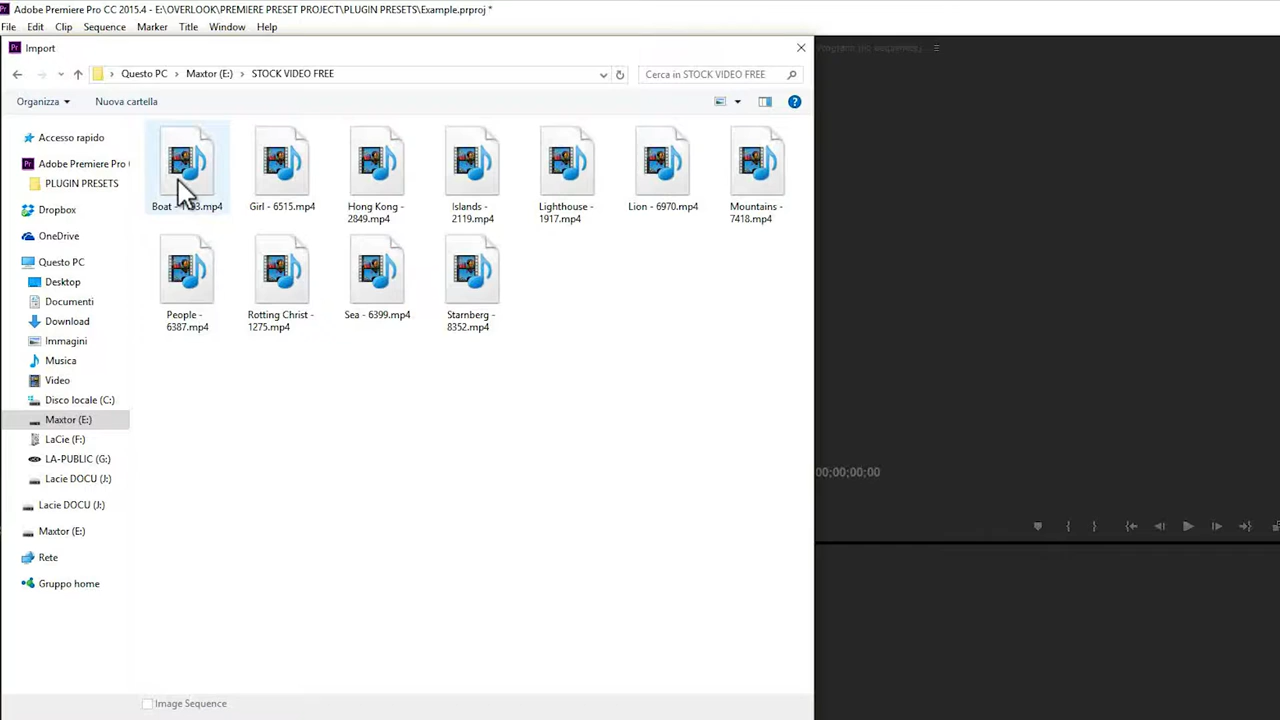 Adobe Premiere Pro CC 2015.4 - E:\OVERLOOK\PREMIERE PRESET PROJECT\PLUGIN PRESETS\Example.prproj *
File Edit Clip Sequence Marker Title Window Help
Import
Questo PC > Maxtor (E:) > STOCK VIDEO FREE
Cerca in STOCK VIDEO FREE
Organizza
Nuova cartella
Accesso rapido
Adobe Premiere Pro
PLUGIN PRESETS
Dropbox
OneDrive
Questo PC
Desktop
Documenti
Download
Immagini
Musica
Video
Disco locale (C:)
Maxtor (E:)
LaCie (F:)
LA-PUBLIC (G:)
Lacie DOCU (J:)
Lacie DOCU (J:)
Maxtor (E:)
Rete
Gruppo home
Boat
Girl - 6515.mp4
Hong Kong -
2849.mp4
Islands -
2119.mp4
Lighthouse -
1917.mp4
Lion - 6970.mp4
Mountains -
7418.mp4
People -
6387.mp4
Rotting Christ -
1275.mp4
Sea - 6399.mp4
Starnberg -
8352.mp4
Image Sequence
00;00;00;00